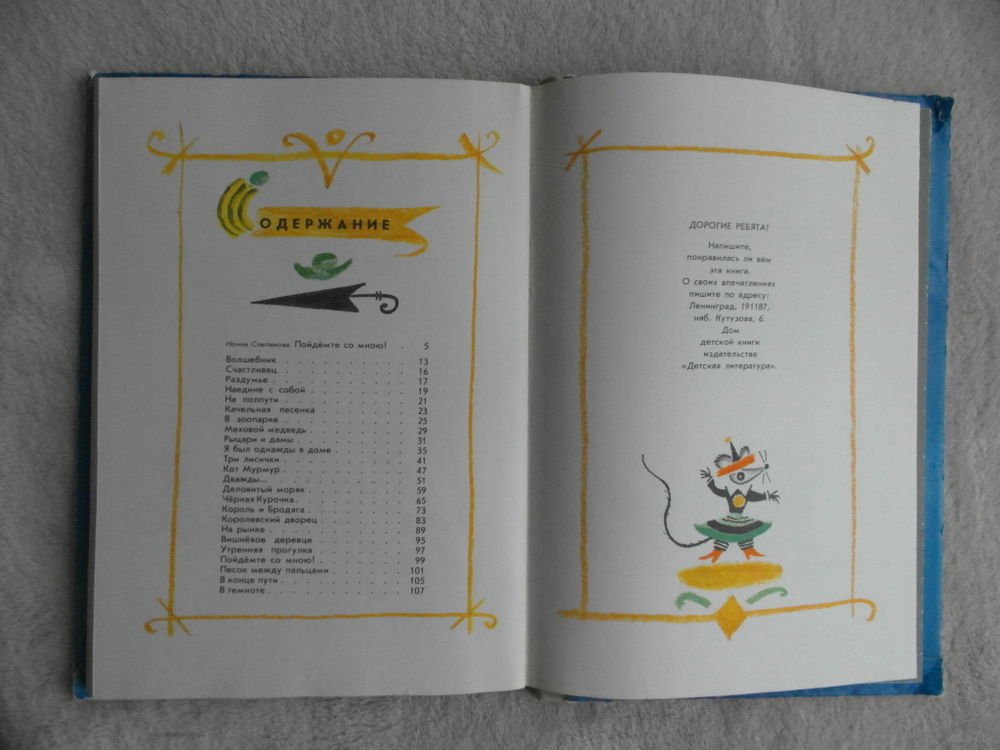 СОДЕРЖАНИЕ
Нонна Слепакова. Пойдёмте со мною! . 5
Волшебник . . . . . . . . . 13
Счастливец . . . . . . . . . 16
Раздумье . . . . . . . . . 17
Наедине с собой . . . . . . . 19
На полпути . . . . . . . . . 21
Качельная песенка . . . . . . . 23
В зоопарке . . . . . . . . . 25
Меховой медведь . . . . . . . 29
Рыцари и дамы . . . . . . . . 31
Я был однажды в доме . . . . . 35
Три лисички . . . . . . . . . 41
Кот Мурмур . . . . . . . . . 47
Дважды... . . . . . . . . . 51
Деловитый моряк . . . . . . . 59
Чёрная Курочка . . . . . . . . 65
Король и Бродяга . . . . . . . 73
Королевский дворец . . . . . . 83
На рынке . . . . . . . . . 89
Вишнёвое деревце . . . . . . . 95
Утренняя прогулка . . . . . . 97
Пойдёмте со мною! . . . . . . 99
Песок между пальцами . . . . . 101
В конце пути . . . . . . . . 105
В темноте . . . . . . . . . 107
ДОРОГИЕ РЕБЯТА!
Напишите,
понравилась ли вам
эта книга.
О своих впечатлениях
пишите по адресу:
Ленинград, 191187,
наб. Кутузова, 6.
Дом
детской книги
издательства
«Детская литература».
www.ay.by